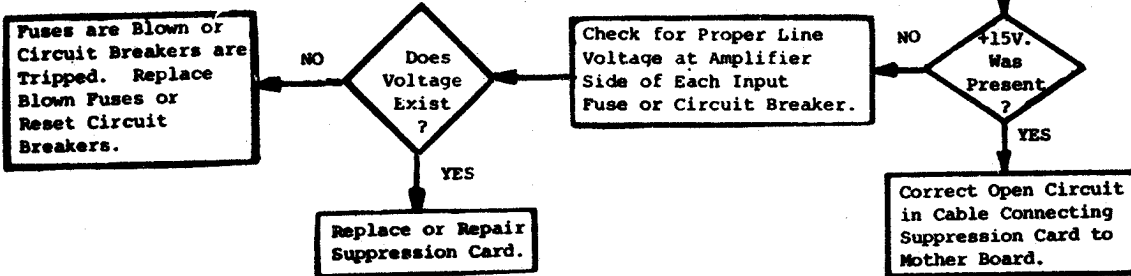 Fuses are Blown or
Circuit Breakers are
Tripped. Replace
Blown Fuses or
Reset Circuit
Breakers.
NO
Does
Voltage
Exist
?
YES
Replace or Repair
Suppression Card.
Check for Proper Line
Voltage at Amplifier
Side of Each Input
Fuse or Circuit Breaker.
NO
+15V.
Was
Present
?
YES
Correct Open Circuit
in Cable Connecting
Suppression Card to
Mother Board.